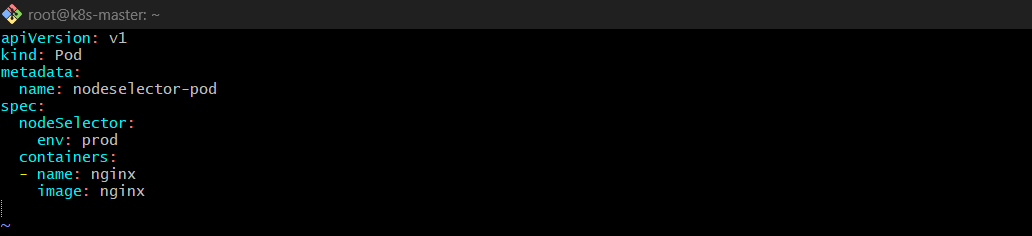 root@k8s-master: ~
apiVersion: v1
kind: Pod
metadata:
  name: nodeselector-pod
spec:
  nodeSelector:
    env: prod
  containers:
  - name: nginx
    image: nginx

~